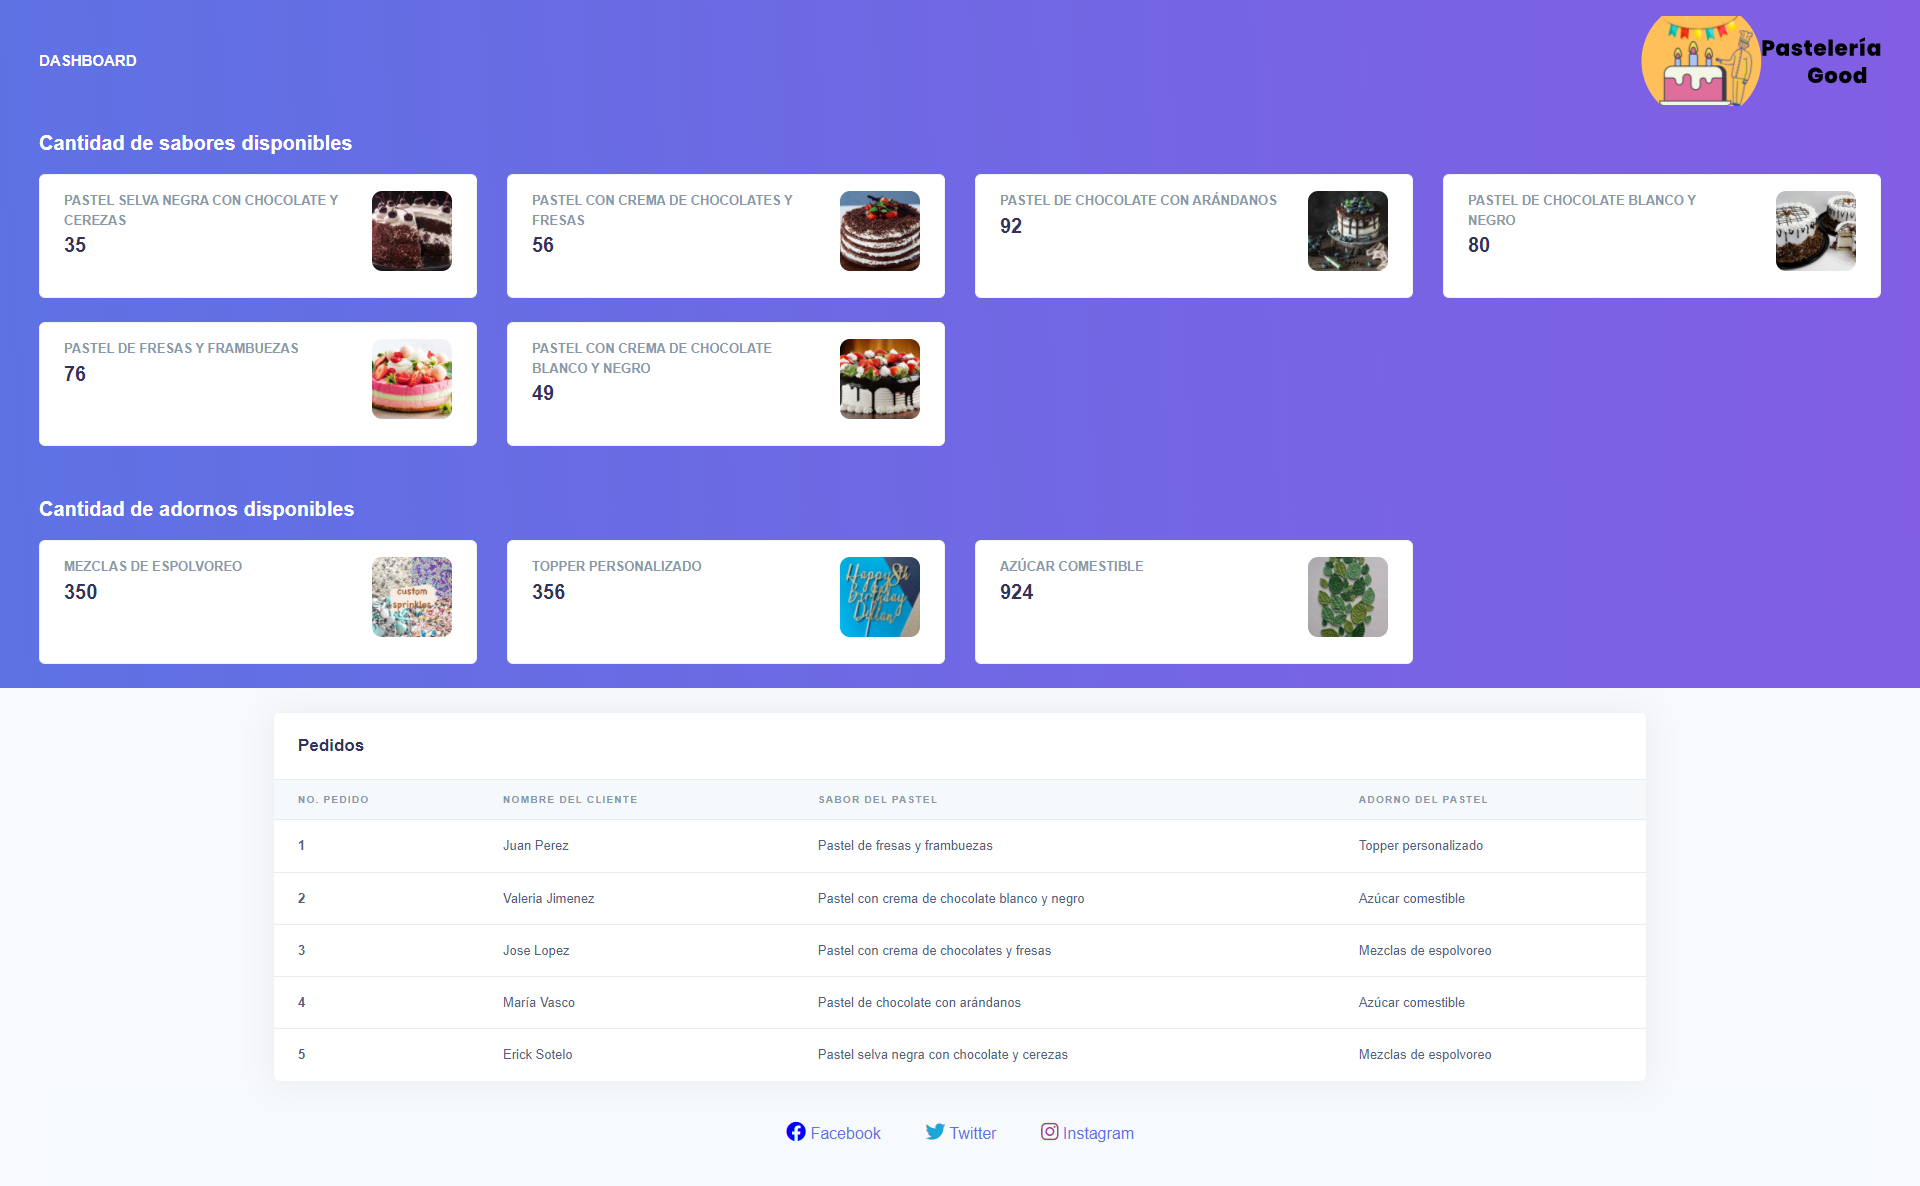 DASHBOARD
Pastelería
Good
Cantidad de sabores disponibles
PASTEL SELVA NEGRA CON CHOCOLATE Y
CEREZAS
35
PASTEL CON CREMA DE CHOCOLATES Y
FRESAS
56
PASTEL DE CHOCOLATE CON ARÁNDANOS
92
PASTEL DE CHOCOLATE BLANCO Y
NEGRO
80
PASTEL DE FRESAS Y FRAMBUEZAS
76
PASTEL CON CREMA DE CHOCOLATE
BLANCO Y NEGRO
49
Cantidad de adornos disponibles
MEZCLAS DE ESPOLVOREO
350
custom
sprinkles
TOPPER PERSONALIZADO
356
Happy 8th
Birthday
Dillan
AZÚCAR COMESTIBLE
924
Pedidos
NO. PEDIDO NOMBRE DEL CLIENTE SABOR DEL PASTEL ADORNO DEL PASTEL
1 Juan Perez Pastel de fresas y frambuezas Topper personalizado
2 Valeria Jimenez Pastel con crema de chocolate blanco y negro Azúcar comestible
3 Jose Lopez Pastel con crema de chocolates y fresas Mezclas de espolvoreo
4 María Vasco Pastel de chocolate con arándanos Azúcar comestible
5 Erick Sotelo Pastel selva negra con chocolate y cerezas Mezclas de espolvoreo
Facebook Twitter Instagram